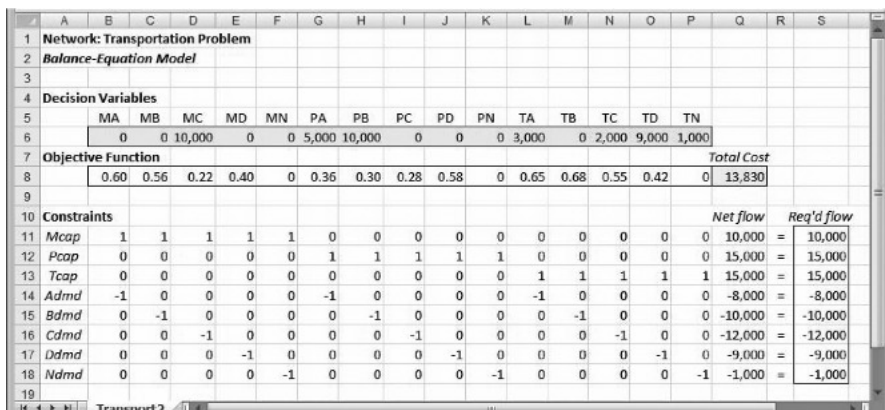 A B C D E F G H I J K L M N O P Q R S
1 Network: Transportation Problem
2 Balance-Equation Model
3
4 Decision Variables
5 MA MB MC MD MN PA PB PC PD PN TA TB TC TD TN
6 0 0 10,000 0 0 5,000 10,000 0 0 0 3,000 0 2,000 9,000 1,000
7 Objective Function Total Cost
8 0.60 0.56 0.22 0.40 0 0.36 0.30 0.28 0.58 0 0.65 0.68 0.55 0.42 0 13,830
9
10 Constraints Net flow Req'd flow
11 Mcap 1 1 1 1 1 0 0 0 0 0 0 0 0 0 0 10,000 = 10,000
12 Pcap 0 0 0 0 0 1 1 1 1 1 0 0 0 0 0 15,000 = 15,000
13 Tcap 0 0 0 0 0 0 0 0 0 0 1 1 1 1 1 15,000 = 15,000
14 Admd -1 0 0 0 0 -1 0 0 0 0 -1 0 0 0 0 -8,000 = -8,000
15 Bdmd 0 -1 0 0 0 0 -1 0 0 0 0 -1 0 0 0 -10,000 = -10,000
16 Cdmd 0 0 -1 0 0 0 0 -1 0 0 0 0 -1 0 0 -12,000 = -12,000
17 Ddmd 0 0 0 -1 0 0 0 0 -1 0 0 0 0 -1 0 -9,000 = -9,000
18 Ndmd 0 0 0 0 -1 0 0 0 0 -1 0 0 0 0 -1 -1,000 = -1,000
19
Transport2